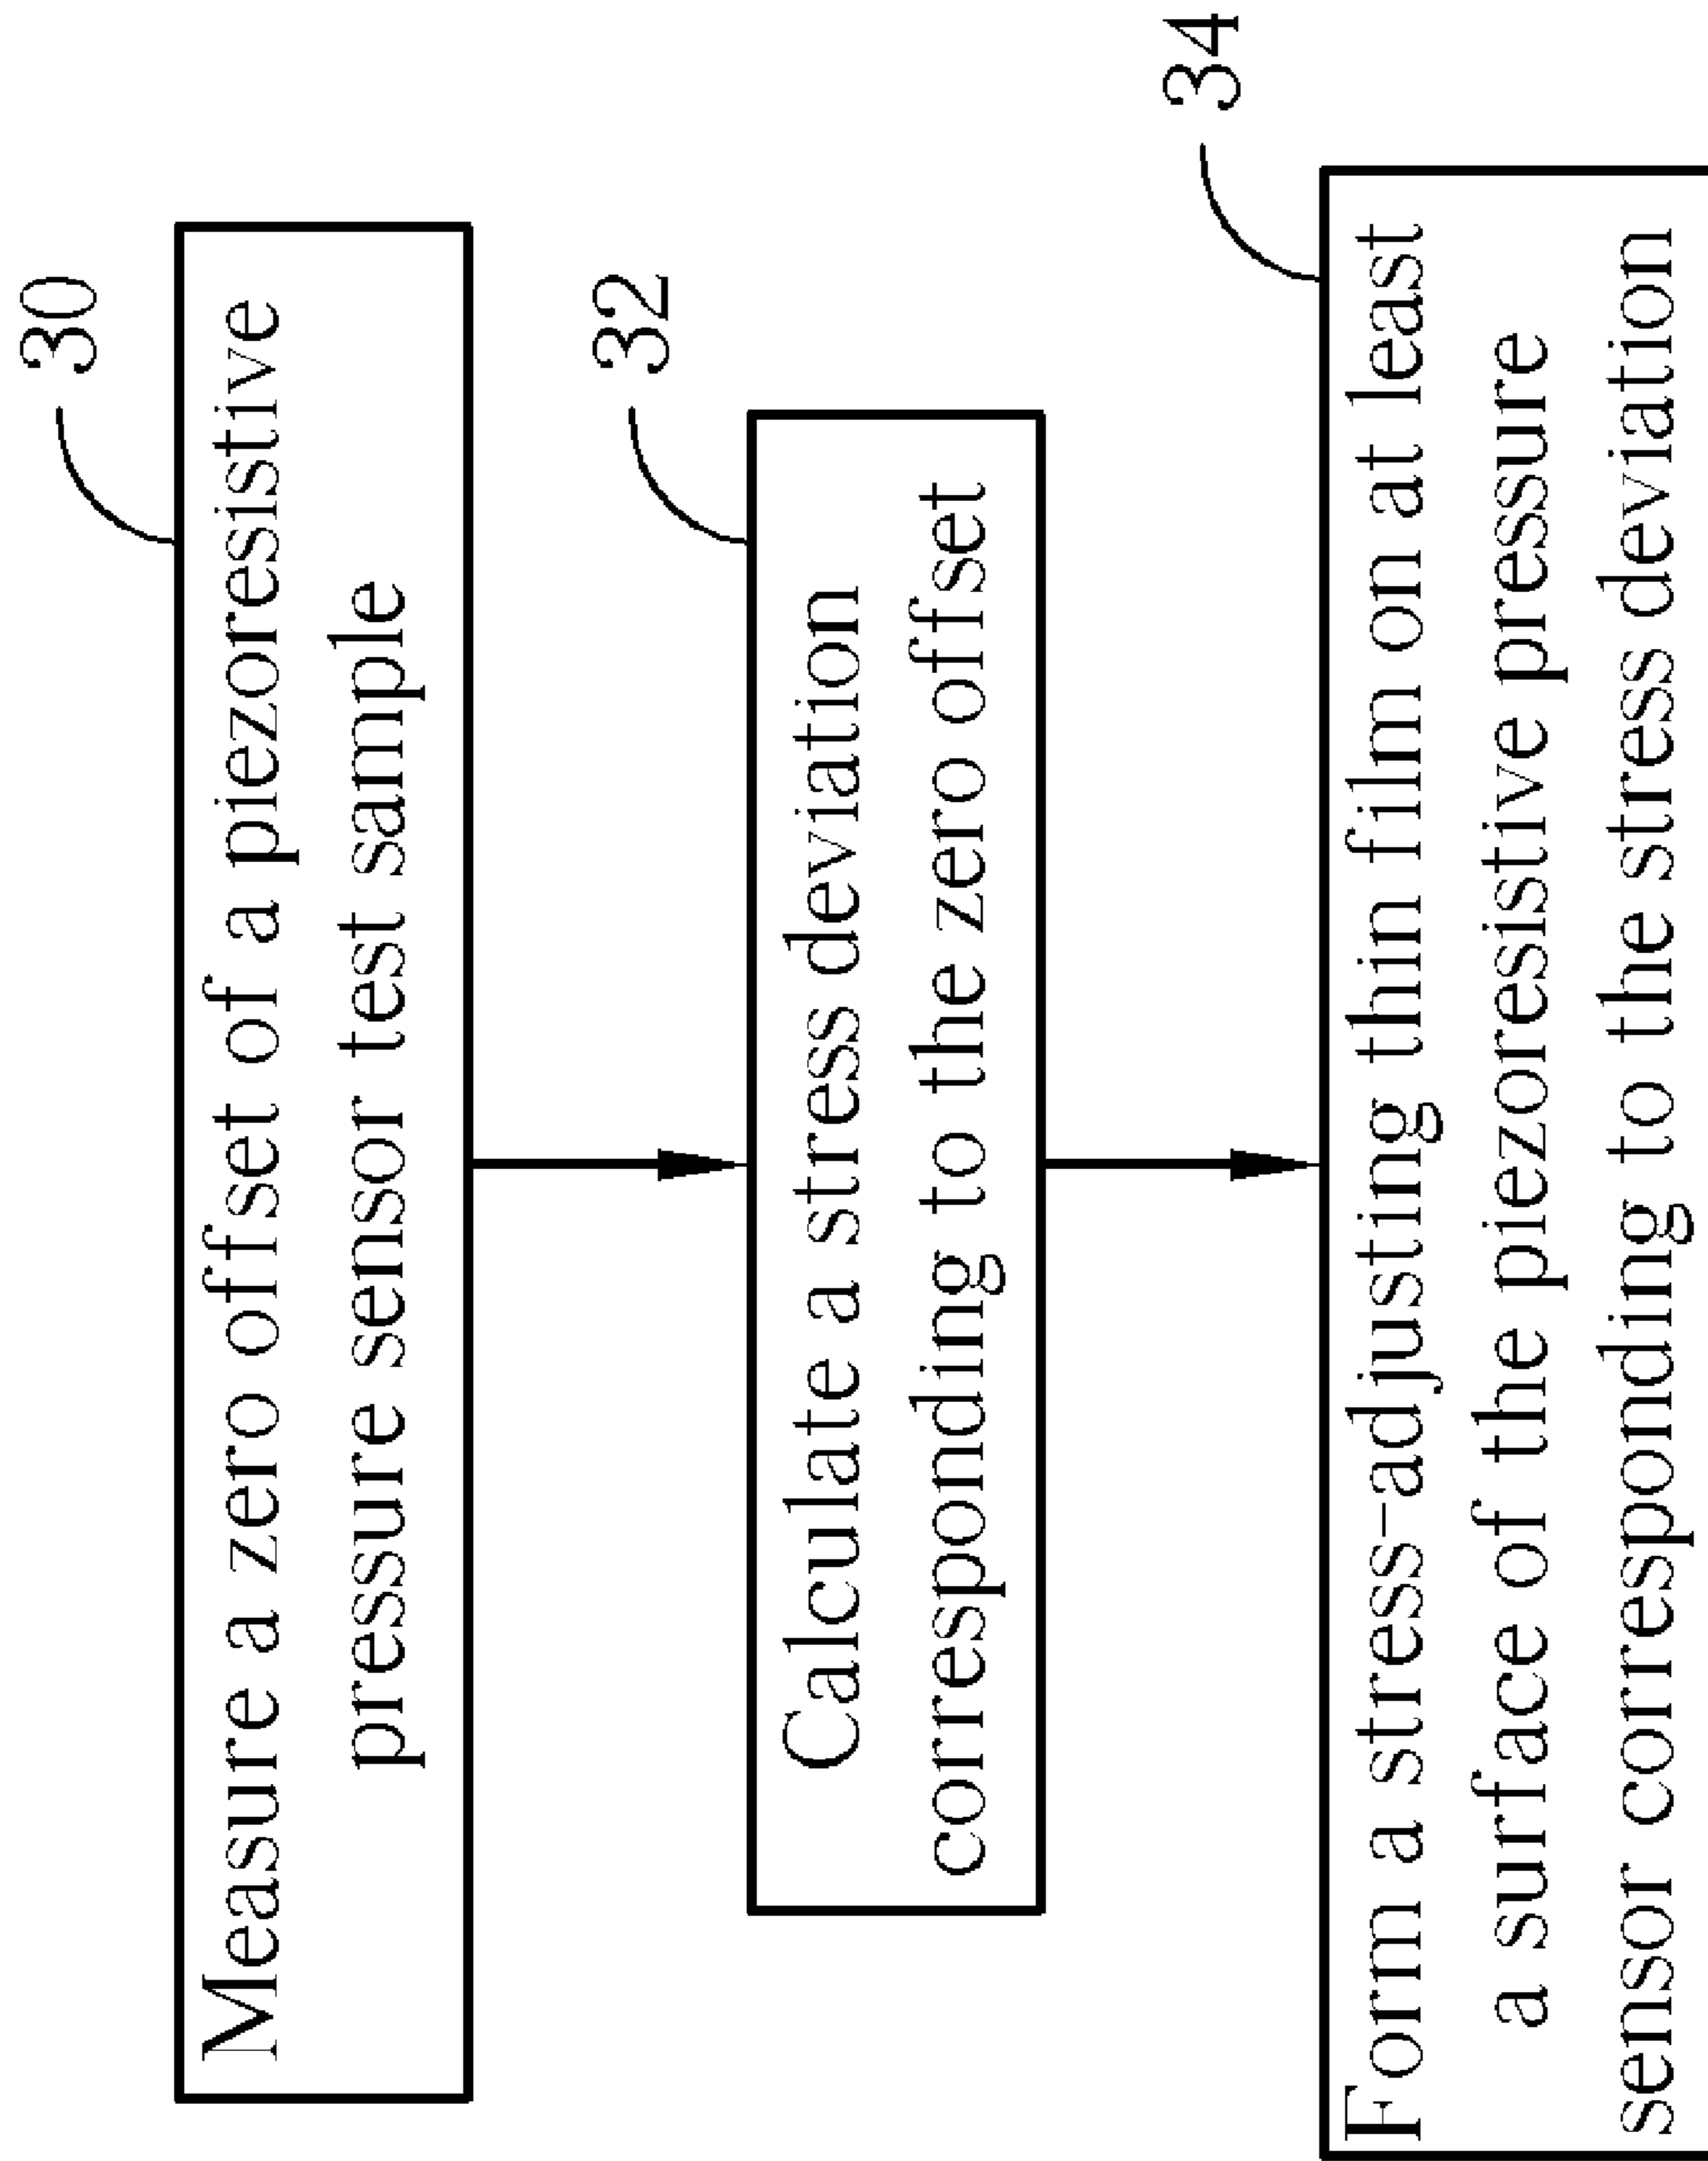 30
Measure a zero offset of a piezoresistive
pressure sensor test sample
32
Calculate a stress deviation
corresponding to the zero offset
34
Form a stress-adjusting thin film on at least
a surface of the piezoresistive pressure
sensor corresponding to the stress deviation